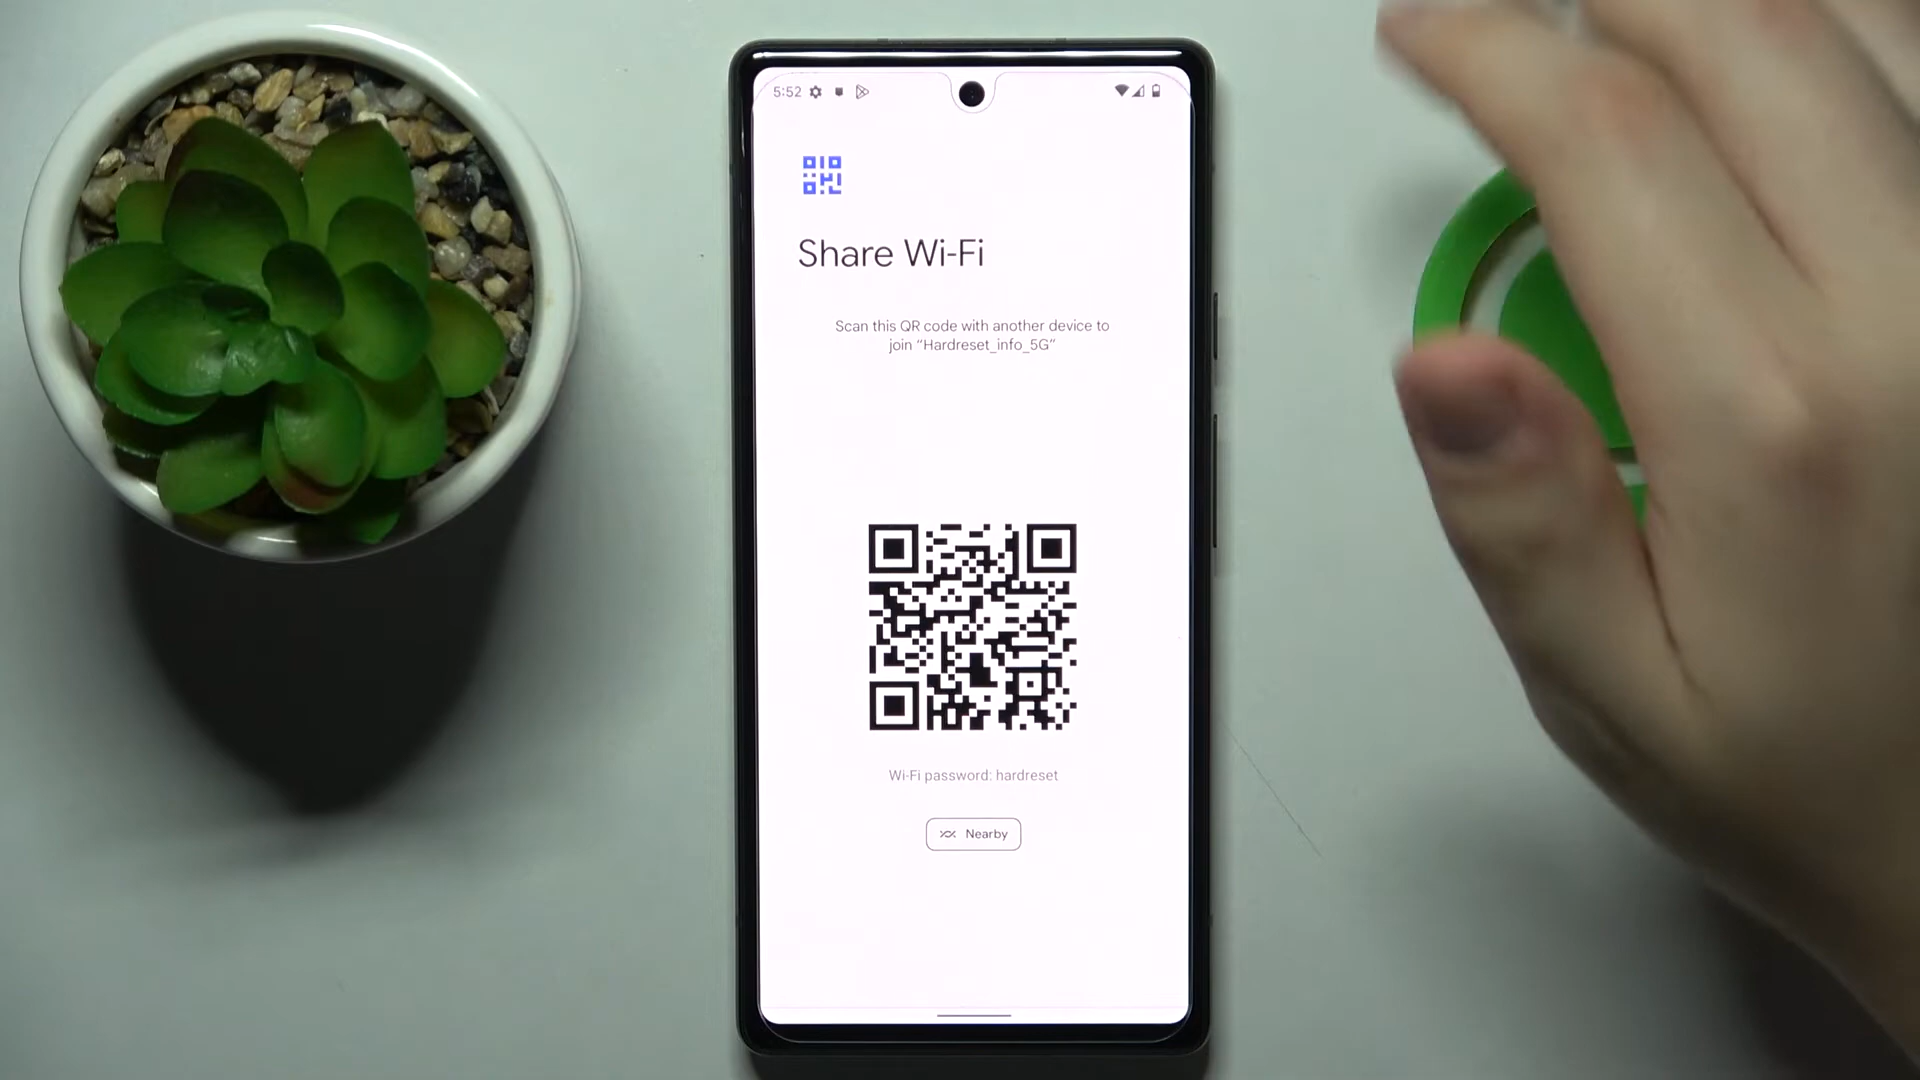 5:52
Share Wi-Fi
Scan this QR code with another device to
join “Hardreset_info_5G”
Wi-Fi password: hardreset
Nearby